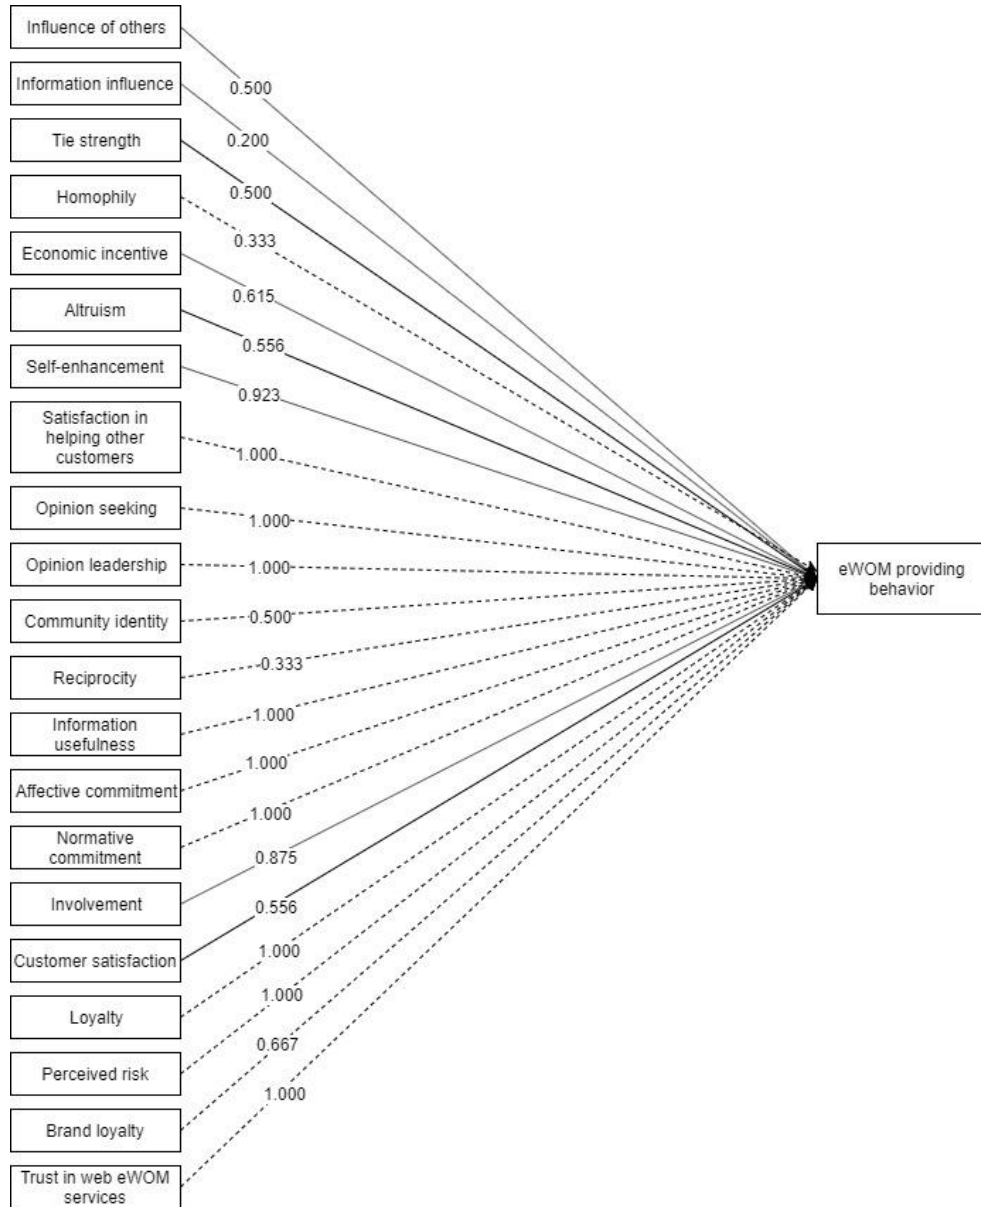 Influence of others
Information influence
0.500
Tie strength
0.200
Homophily
0.500
0.333
Economic incentive
0.615
Altruism
0.556
Self-enhancement
0.923
Satisfaction in
helping other
customers
1.000
Opinion seeking
1.000
Opinion leadership
1.000
eWOM providing
behavior
Community identity
0.500
Reciprocity
-0.333
Information
usefulness
1.000
Affective commitment
1.000
Normative
commitment
1.000
Involvement
0.875
Customer satisfaction
0.556
Loyalty
1.000
Perceived risk
1.000
Brand loyalty
0.667
Trust in web eWOM
services
1.000